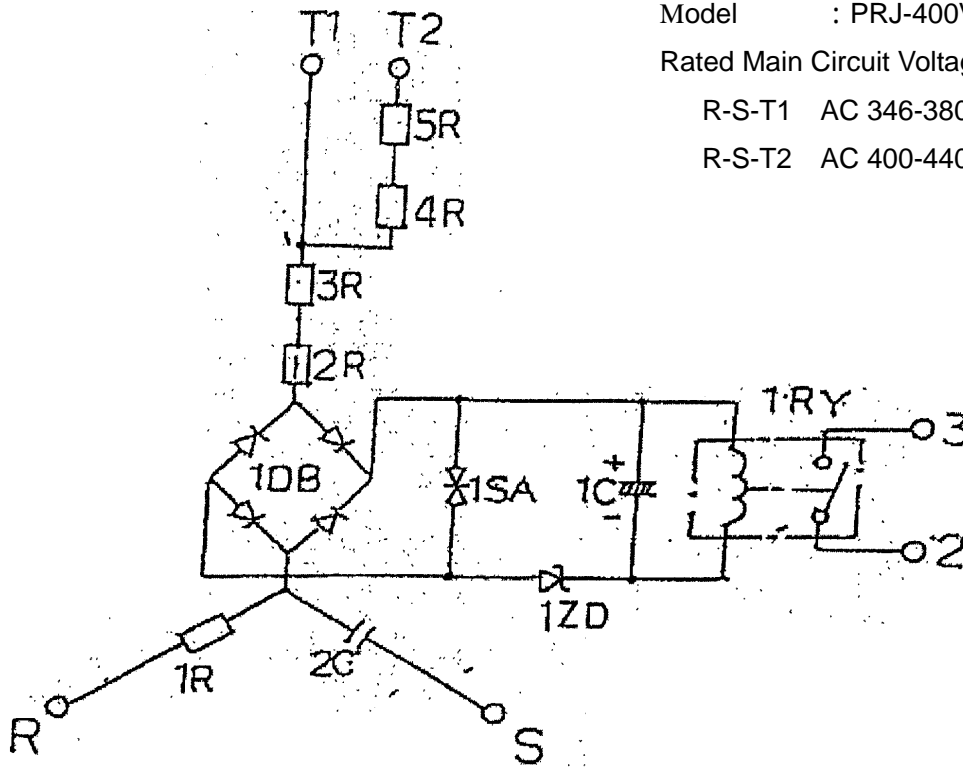 T1 T2
Model : PRJ-400V
Rated Main Circuit Voltag
R-S-T1 AC 346-380
R-S-T2 AC 400-440
5R
4R
3R
2R
1RY
3
1DB
1SA
1C
+
-
2
1ZD
1R
2C
R
S